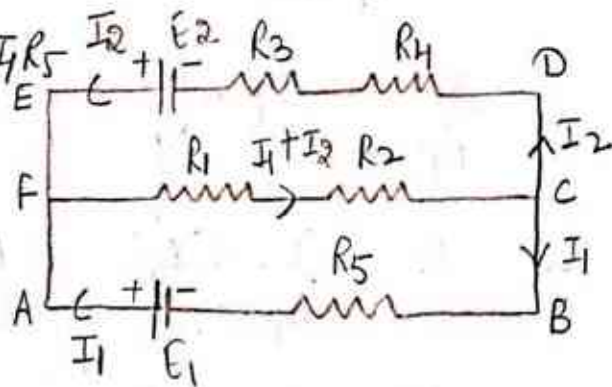 I1R5 I2 + E2 - R3 R4 D
E
R1 I1+I2 R2 I2
F C
R5 I1
A + - B
I1 E1